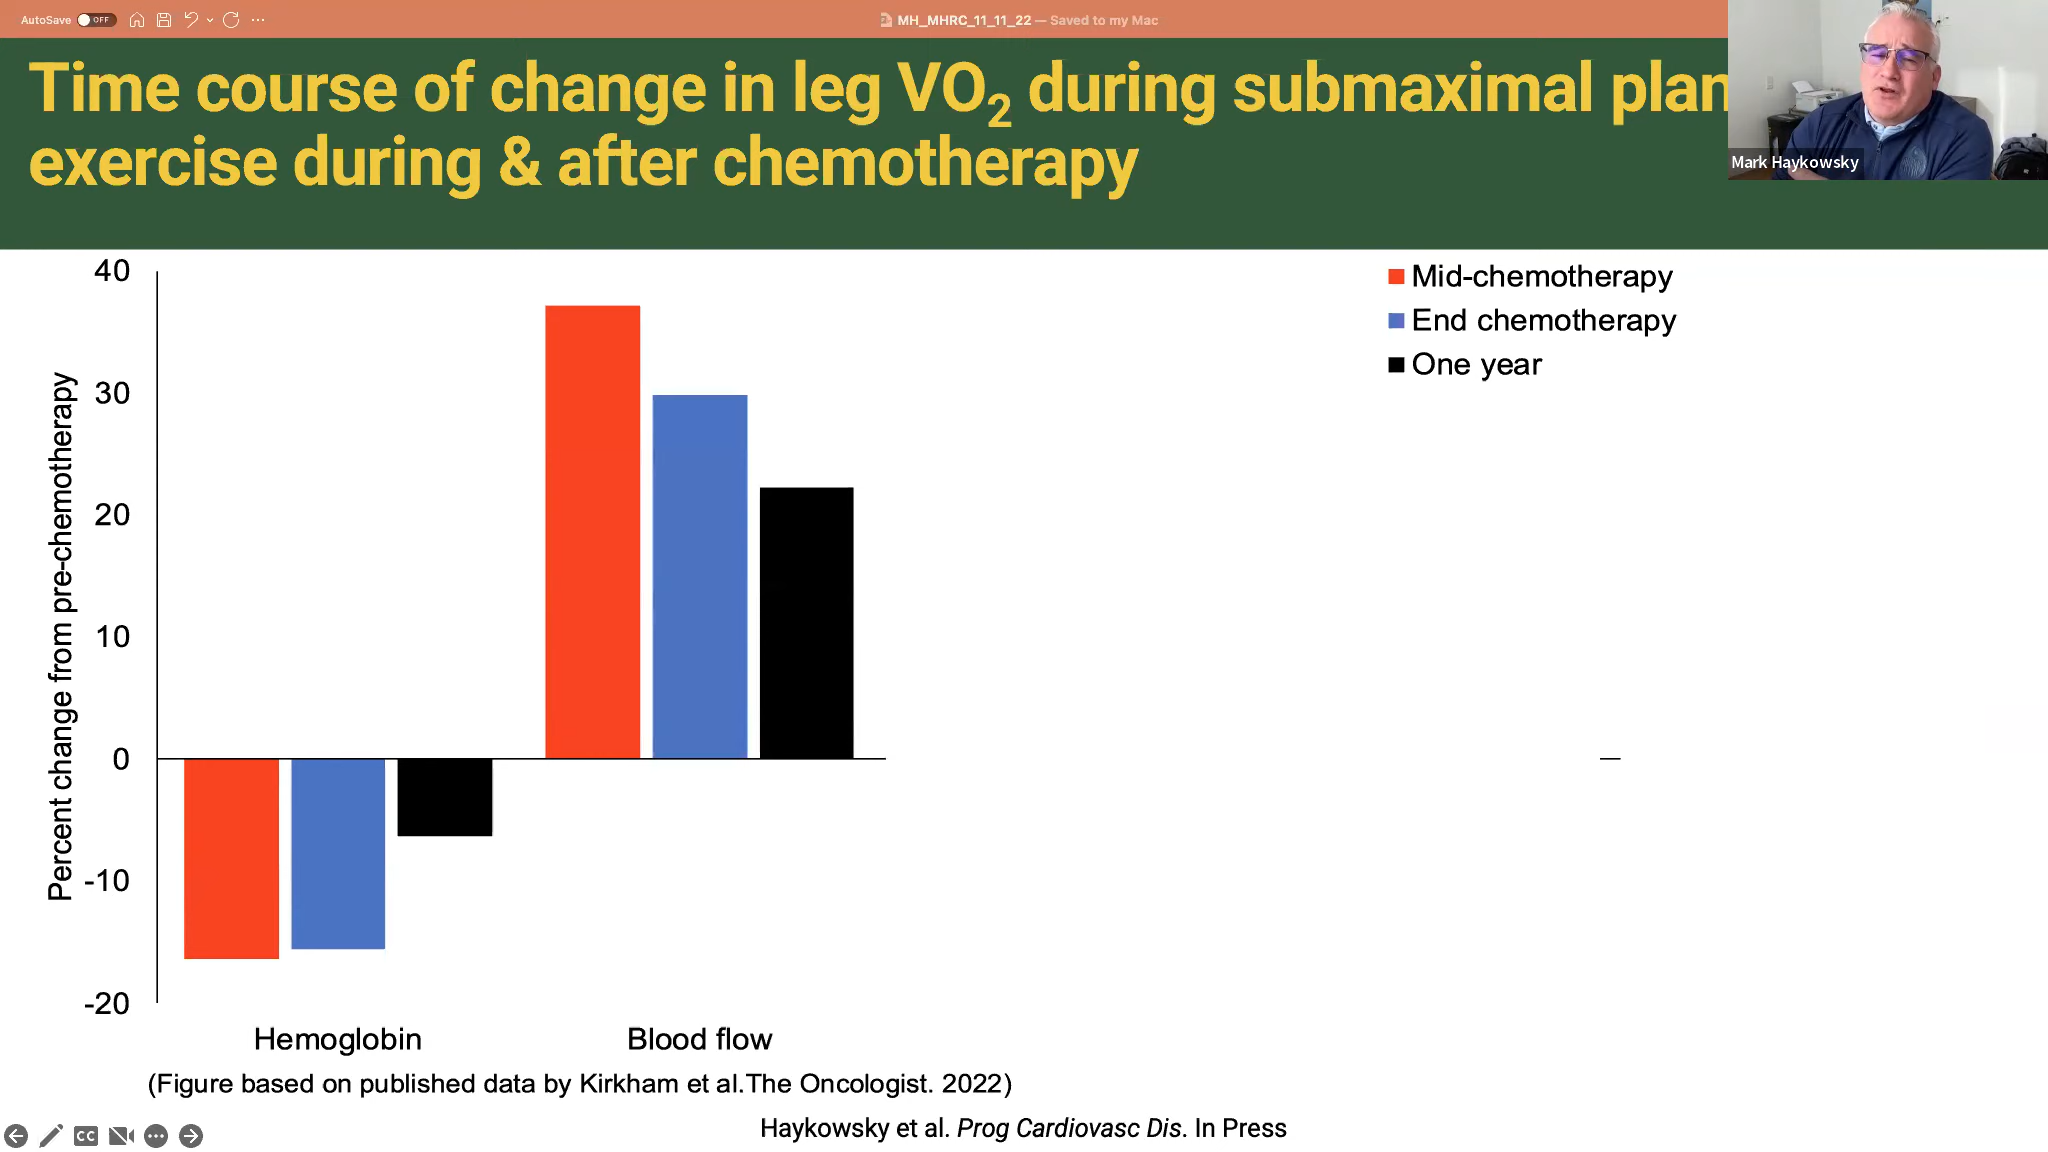 AutoSave OFF
MH_MHRC_11_11_22 — Saved to my Mac
Time course of change in leg VO2 during submaximal plan
exercise during & after chemotherapy
Mark Haykowsky
Mid-chemotherapy
End chemotherapy
One year
Percent change from pre-chemotherapy
40
30
20
10
0
-10
-20
Hemoglobin
Blood flow
(Figure based on published data by Kirkham et al.The Oncologist. 2022)
Haykowsky et al. Prog Cardiovasc Dis. In Press
CC